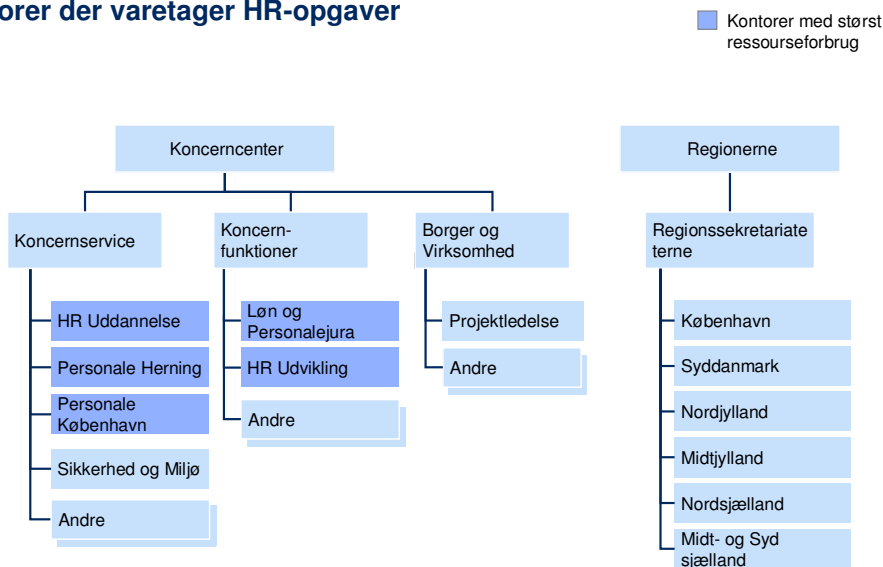 orer der varetager HR-opgaver
Kontorer med størst
ressourseforbrug
Koncerncenter
Regionerne
Koncernservice
Koncern-
funktioner
Borger og
Virksomhed
Regionssekretariate
terne
HR Uddannelse
Personale Herning
Personale
København
Sikkerhed og Miljø
Andre
Løn og
Personalejura
HR Udvikling
Andre
Projektledelse
Andre
København
Syddanmark
Nordjylland
Midtjylland
Nordsjælland
Midt- og Syd
sjælland